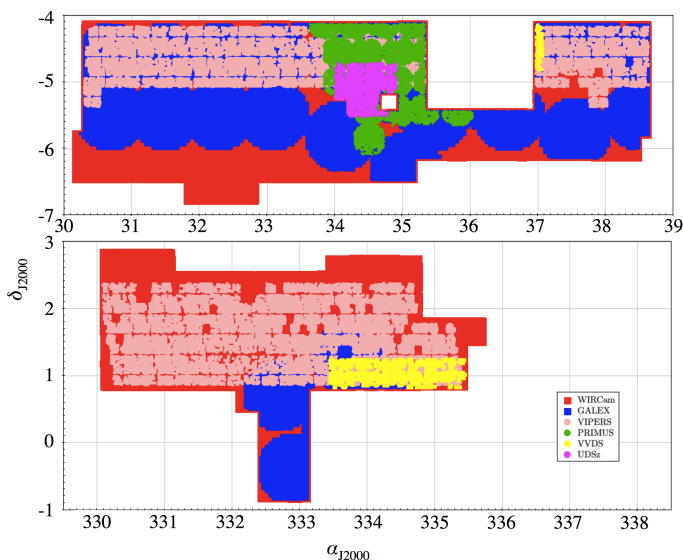 -4
-5
-6
-7
30 31 32 33 34 35 36 37 38 39
3
2
1
0
-1
δJ2000
WIRCam
GALEX
VIPERS
PRIMUS
VVDS
UDSz
330 331 332 333 334 335 336 337 338
αJ2000